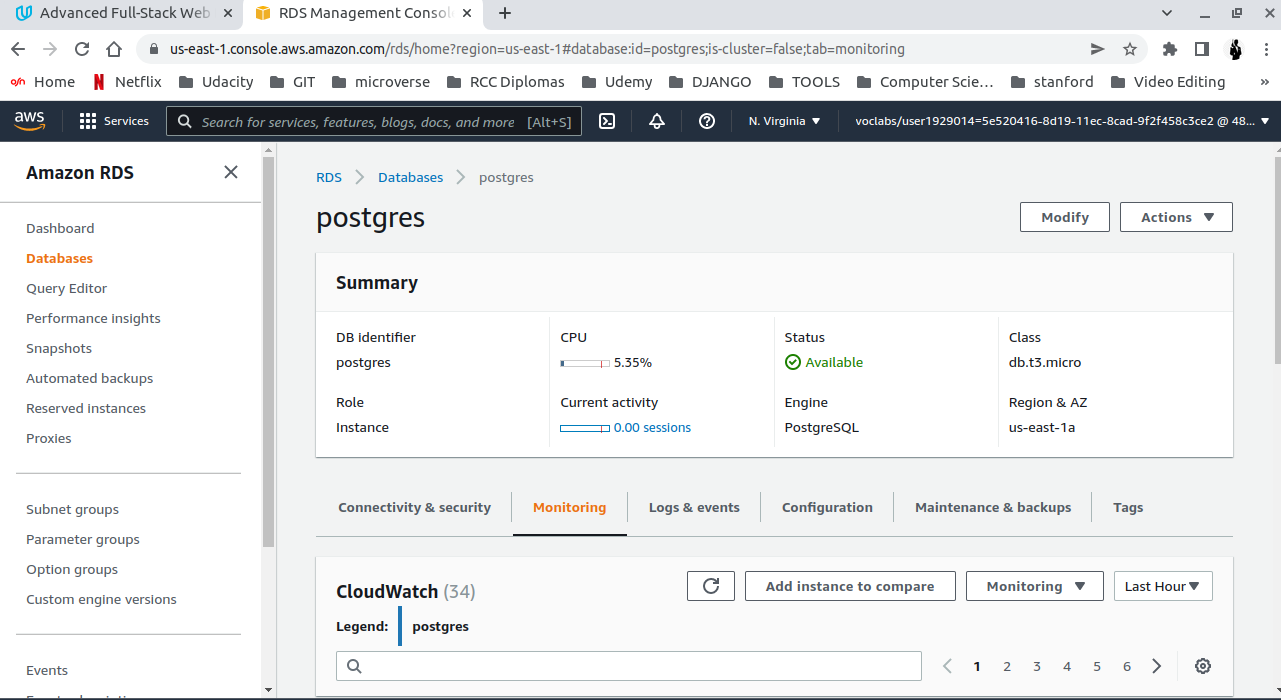 Advanced Full-Stack Web
RDS Management Console
us-east-1.console.aws.amazon.com/rds/home?region=us-east-1#database:id=postgres;is-cluster=false;tab=monitoring
Home Netflix Udacity GIT microverse RCC Diplomas Udemy DJANGO TOOLS Computer Scie… stanford Video Editing »
aws Services Search for services, features, blogs, docs, and more [Alt+S] N. Virginia voclabs/user1929014=5e520416-8d19-11ec-8cad-9f2f458c3ce2 @ 48...
Amazon RDS
Dashboard
Databases
Query Editor
Performance insights
Snapshots
Automated backups
Reserved instances
Proxies
Subnet groups
Parameter groups
Option groups
Custom engine versions
Events
RDS Databases postgres
postgres
Modify Actions
Summary
DB identifier CPU Status Class
postgres 5.35% Available db.t3.micro
Role Current activity Engine Region & AZ
Instance 0.00 sessions PostgreSQL us-east-1a
Connectivity & security Monitoring Logs & events Configuration Maintenance & backups Tags
CloudWatch (34) Add instance to compare Monitoring Last Hour
Legend: postgres
1 2 3 4 5 6